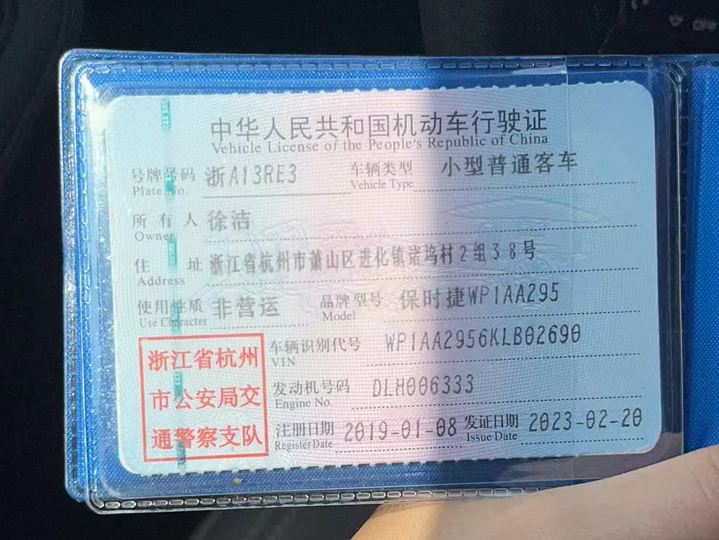 中华人民共和国机动车行驶证
Vehicle License of the People's Republic of China
号牌号码 浙A13RE3 车辆类型 小型普通客车
Plate No. Vehicle Type
所有人 徐洁
Owner
住址 浙江省杭州市萧山区进化镇诸坞村2组38号
Address
使用性质 非营运 品牌型号 保时捷WP1AA295
Use Character Model
浙江省杭州
市公安局交
通警察支队
车辆识别代号 WP1AA2956KLB02690
VIN
发动机号码 DLH006333
Engine No.
注册日期 2019-01-08 发证日期 2023-02-20
Register Date Issue Date